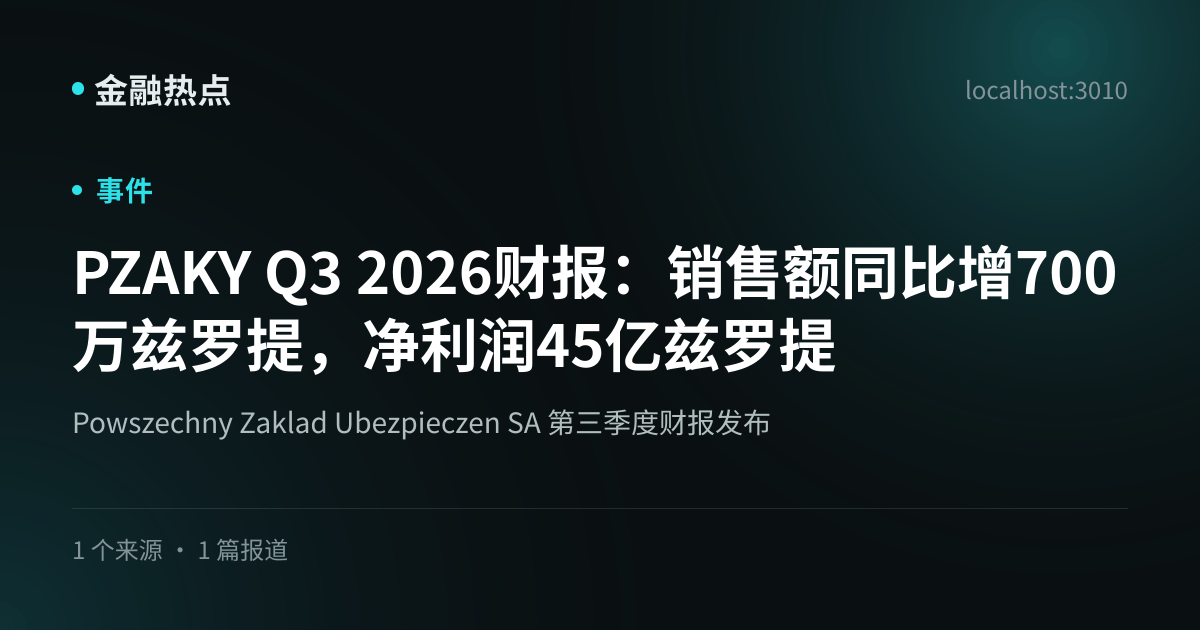 金融热点
localhost:3010
事件
PZAKY Q3 2026财报：销售额同比增700
万兹罗提，净利润45亿兹罗提
Powszechny Zaklad Ubezpieczen SA 第三季度财报发布
1 个来源 • 1 篇报道